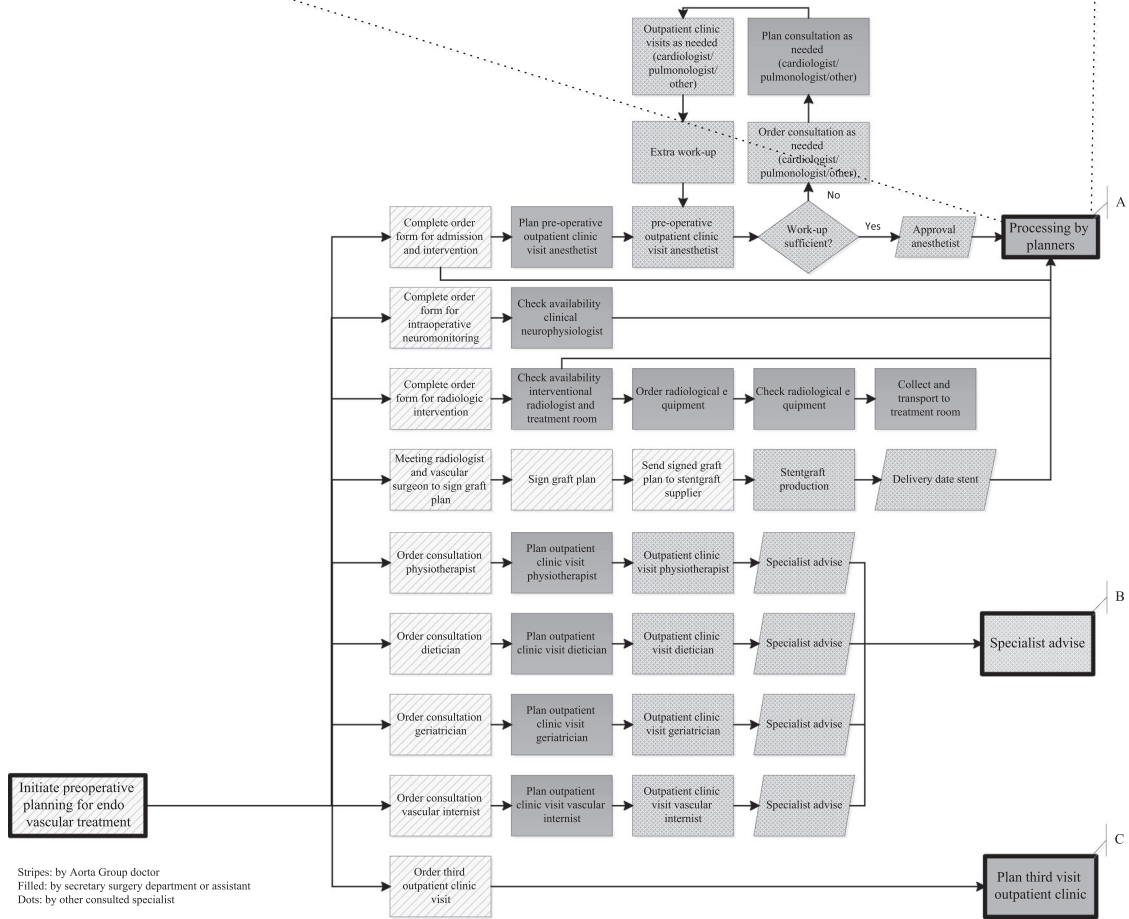 Outpatient clinic
visits as needed
(cardiologist/
pulmonologist/
other)
Plan consultation as
needed
(cardiologist/
pulmonologist/other)
Extra work-up
Order consultation as
needed
(cardiologist/
pulmonologist/other)
No
A
Complete order
form for admission
and intervention
Plan pre-operative
outpatient clinic
visit anesthetist
pre-operative
outpatient clinic
visit anesthetist
Work-up
sufficient?
Yes
Approval
anesthetist
Processing by
planners
Complete order
form for
intraoperative
neuromonitoring
Check availability
clinical
neurophysiologist
Complete order
form for radiologic
intervention
Check availability
interventional
radiologist and
treatment room
Order radiological e
quipment
Check radiological e
quipment
Collect and
transport to
treatment room
Meeting radiologist
and vascular
surgeon to sign graft
plan
Sign graft plan
Send signed graft
plan to stentgraft
supplier
Stentgraft
production
Delivery date stent
Order consultation
physiotherapist
Plan outpatient
clinic visit
physiotherapist
Outpatient clinic
visit physiotherapist
Specialist advise
B
Order consultation
dietician
Plan outpatient
clinic visit dietician
Outpatient clinic
visit dietician
Specialist advise
Specialist advise
Order consultation
geriatrician
Plan outpatient
clinic visit
geriatrician
Outpatient clinic
visit geriatrician
Specialist advise
Initiate preoperative
planning for endo
vascular treatment
Order consultation
vascular internist
Plan outpatient
clinic visit vascular
internist
Outpatient clinic
visit vascular
internist
Specialist advise
C
Order third
outpatient clinic
visit
Plan third visit
outpatient clinic
Stripes: by Aorta Group doctor
Filled: by secretary surgery department or assistant
Dots: by other consulted specialist